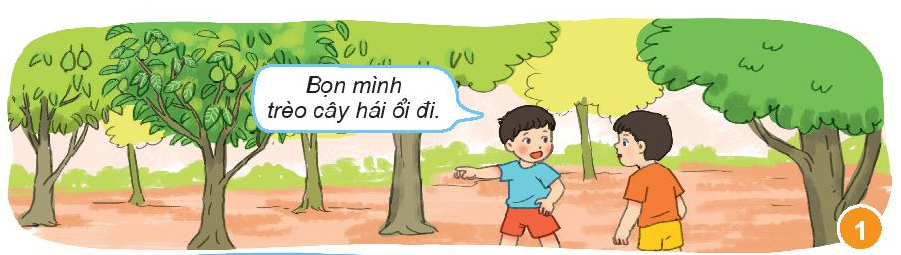 Bọn mình
trèo cây hái ổi đi.
1